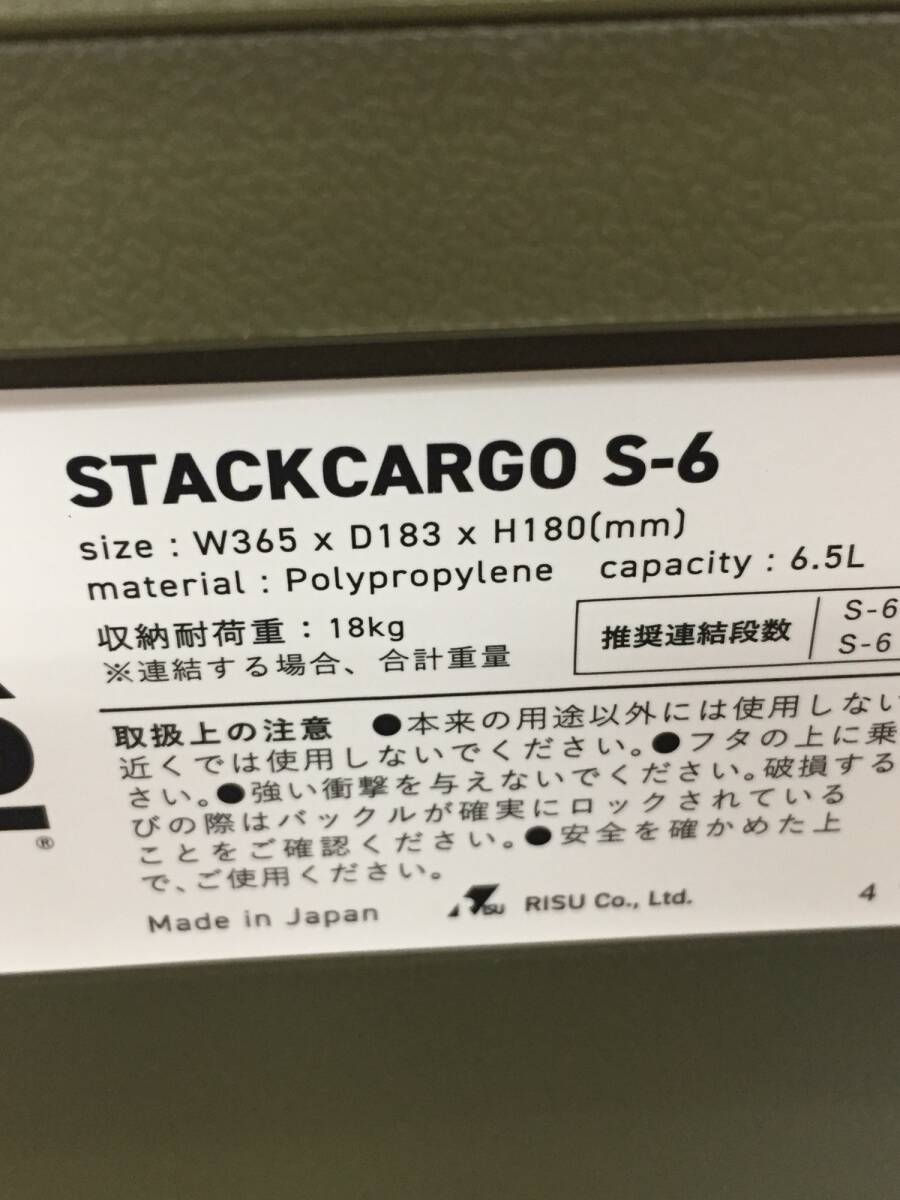 STACKCARGO S-6
size : W365 x D183 x H180(mm)
material : Polypropylene capacity : 6.5L
収納耐荷重 : 18kg
※連結する場合、合計重量
推奨連結段数
S-6
S-6
取扱上の注意 ●本来の用途以外には使用しない
近くでは使用しないでください。●フタの上に乗
さい。●強い衝撃を与えないでください。破損する
びの際はバックルが確実にロックされている
ことをご確認ください。●安全を確かめた上
で、ご使用ください。
®
Made in Japan RISU RISU Co., Ltd. 4